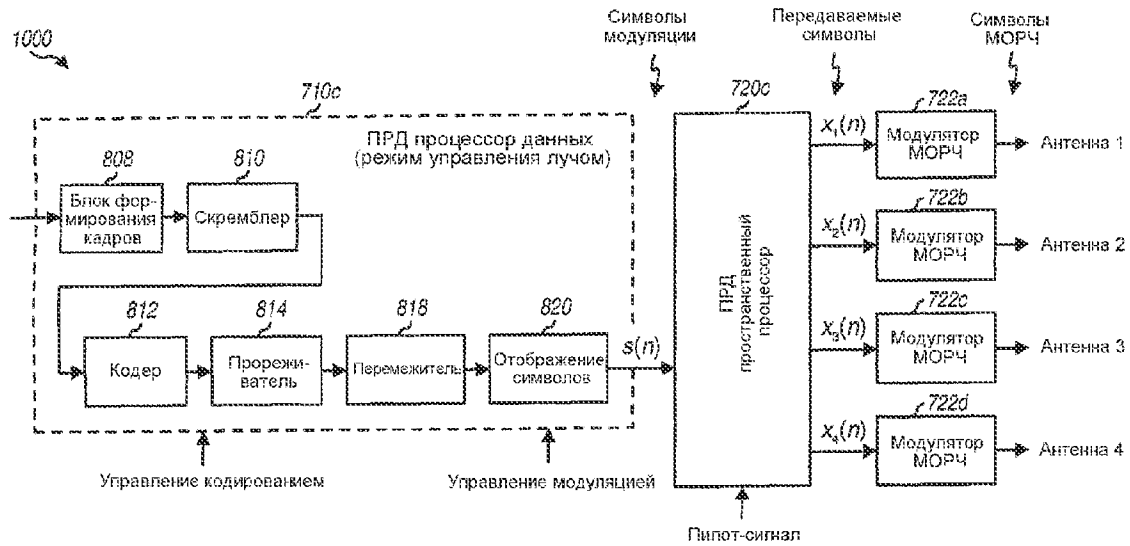 1000
Символы
модуляции
Передаваемые
символы
Символы
МОРЧ
710c
ПРД процессор данных
(режим управления лучом)
808
Блок фор-
мирования
кадров
810
Скремблер
812
Кодер
814
Прорежи-
ватель
818
Перемежитель
820
Отображение
символов
s(n)
Управление кодированием
Управление модуляцией
720c
ПРД
пространственный
процессор
Пилот-сигнал
x₁(n)
722a
Модулятор
МОРЧ
Антенна 1
x₂(n)
722b
Модулятор
МОРЧ
Антенна 2
x₃(n)
722c
Модулятор
МОРЧ
Антенна 3
x₄(n)
722d
Модулятор
МОРЧ
Антенна 4